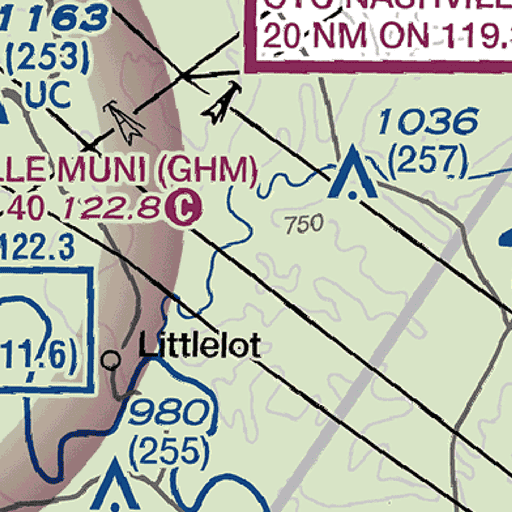 1163
(253)
UC
20 NM ON 119.
1036
(257)
LLE MUNI (GHM)
40 122.8 C
122.3
750
11.6)
Littlelot
980
(255)